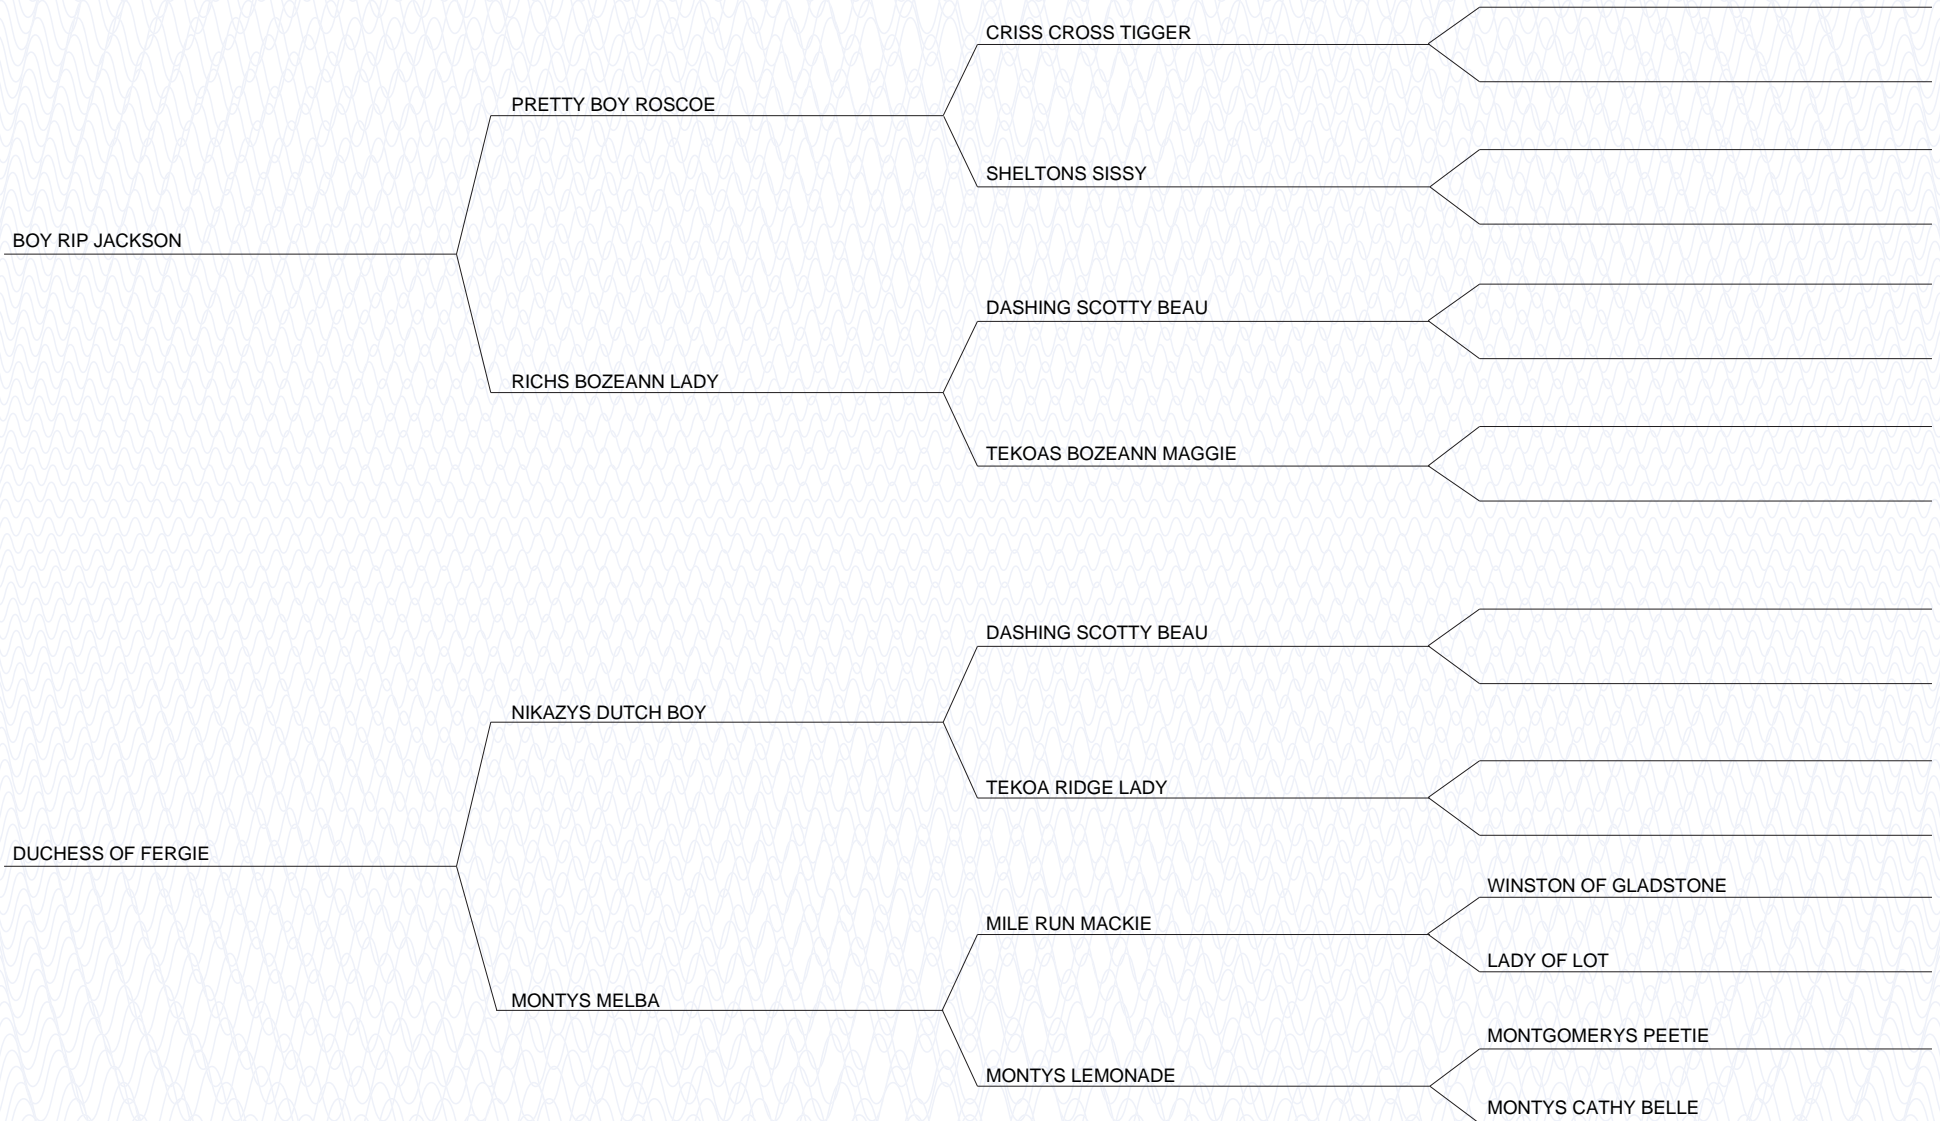 CRISS CROSS TIGGER
PRETTY BOY ROSCOE
SHELTONS SISSY
BOY RIP JACKSON
DASHING SCOTTY BEAU
RICHS BOZEANN LADY
TEKOAS BOZEANN MAGGIE
DASHING SCOTTY BEAU
NIKAZYS DUTCH BOY
TEKOA RIDGE LADY
DUCHESS OF FERGIE
WINSTON OF GLADSTONE
MILE RUN MACKIE
LADY OF LOT
MONTYS MELBA
MONTGOMERYS PEETIE
MONTYS LEMONADE
MONTYS CATHY BELLE